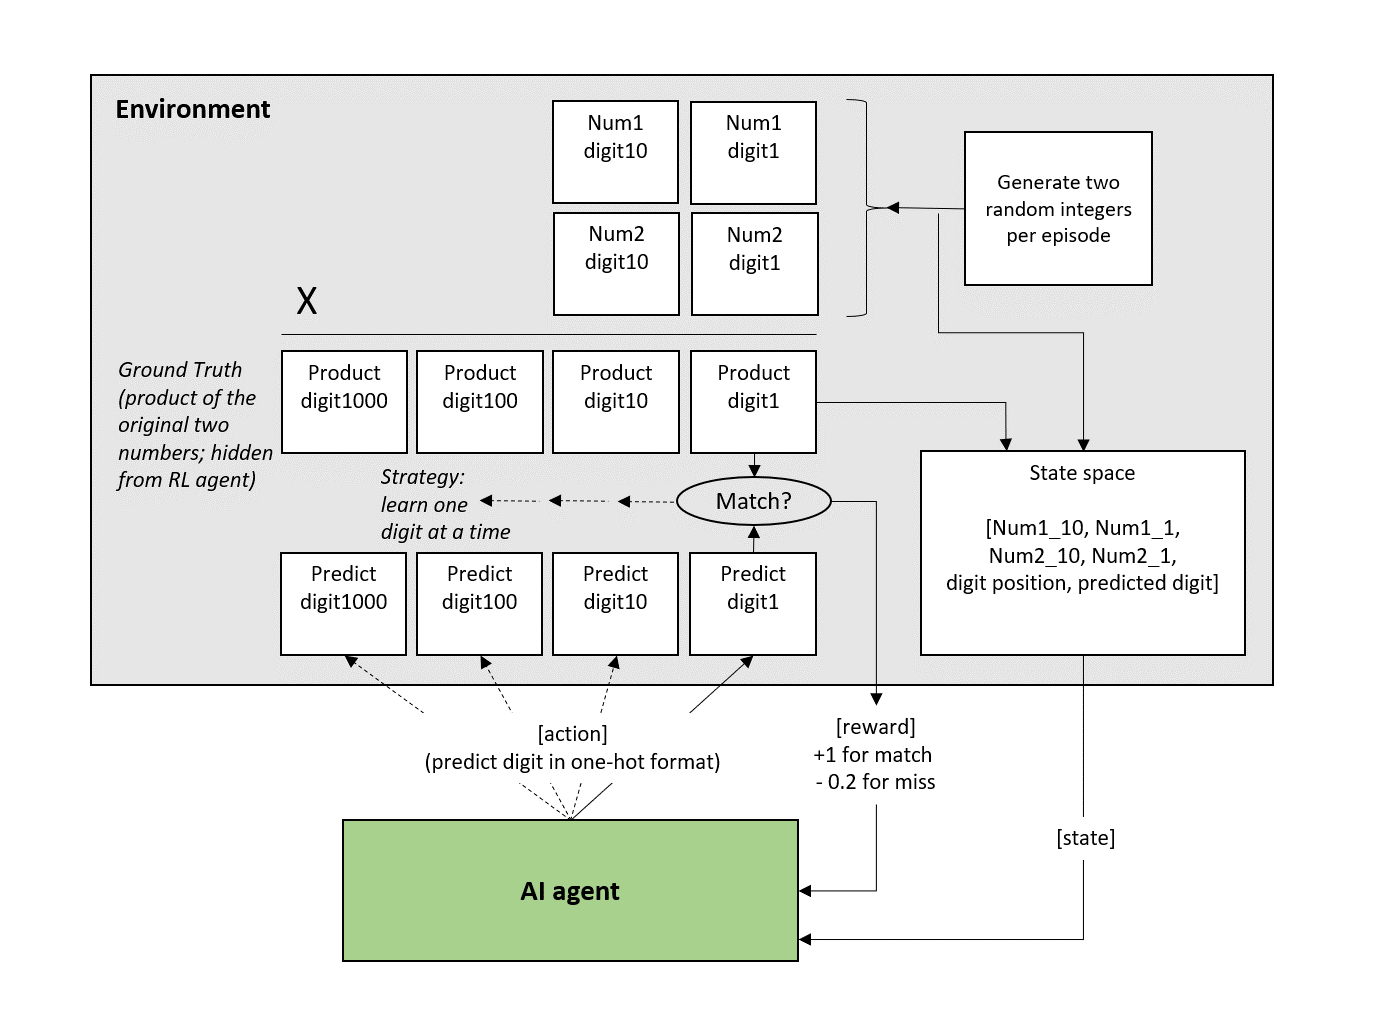 Environment
Num1
digit10
Num1
digit1
Num2
digit10
Num2
digit1
Generate two
random integers
per episode
X
Ground Truth
(product of the
original two
numbers; hidden
from RL agent)
Product
digit1000
Product
digit100
Product
digit10
Product
digit1
Strategy:
learn one
digit at a time
Match?
State space
[Num1_10, Num1_1,
Num2_10, Num2_1,
digit position, predicted digit]
Predict
digit1000
Predict
digit100
Predict
digit10
Predict
digit1
[action]
(predict digit in one-hot format)
[reward]
+1 for match
- 0.2 for miss
[state]
AI agent